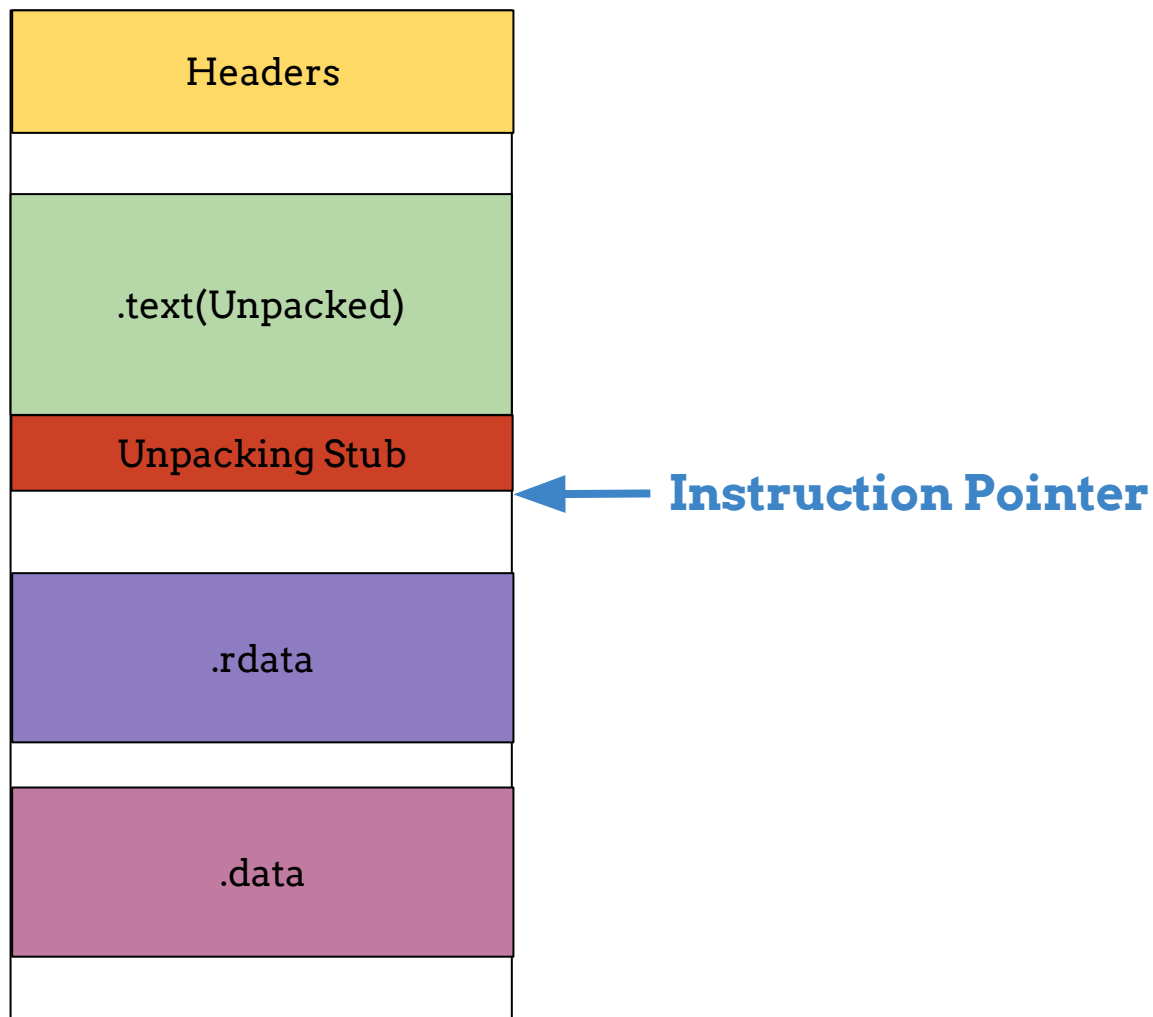 Headers
.text(Unpacked)
Unpacking Stub
Instruction Pointer
.rdata
.data